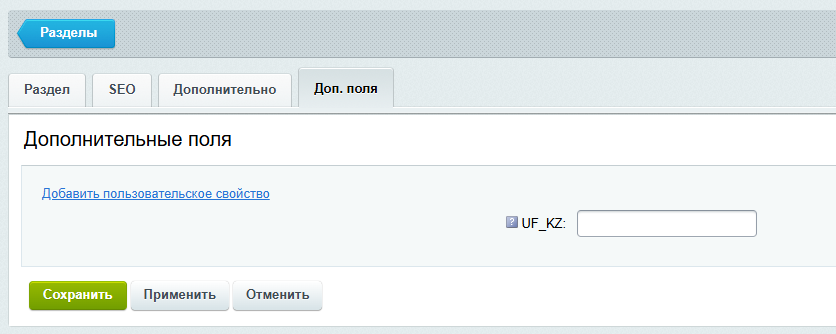 Разделы
Раздел SEO Дополнительно Доп. поля
Дополнительные поля
Добавить пользовательское свойство
? UF_KZ:
Сохранить Применить Отменить